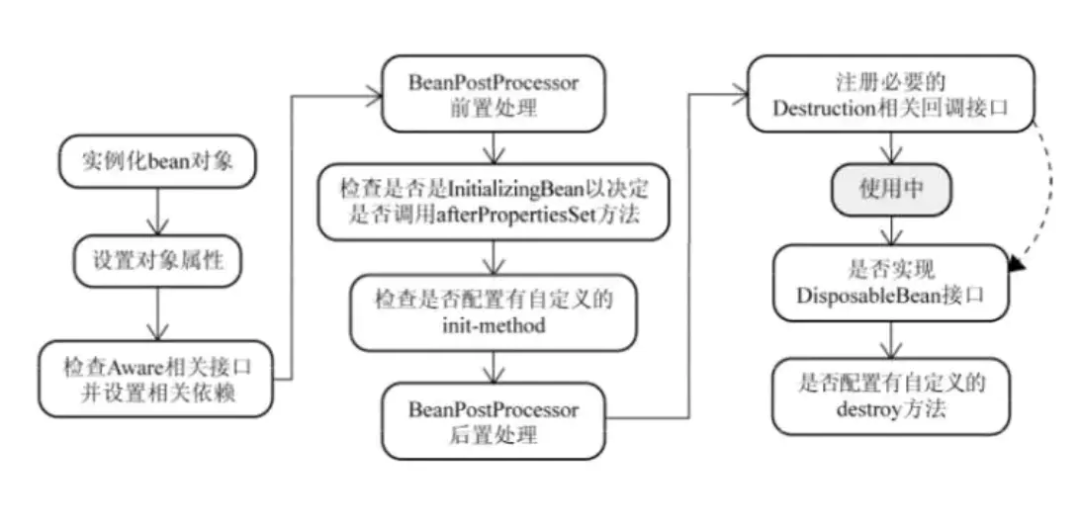 实例化bean对象
设置对象属性
检查Aware相关接口
并设置相关依赖
BeanPostProcessor
前置处理
检查是否是InitializingBean以决定
是否调用afterPropertiesSet方法
检查是否配置有自定义的
init-method
BeanPostProcessor
后置处理
注册必要的
Destruction相关回调接口
使用中
是否实现
DisposableBean接口
是否配置有自定义的
destroy方法